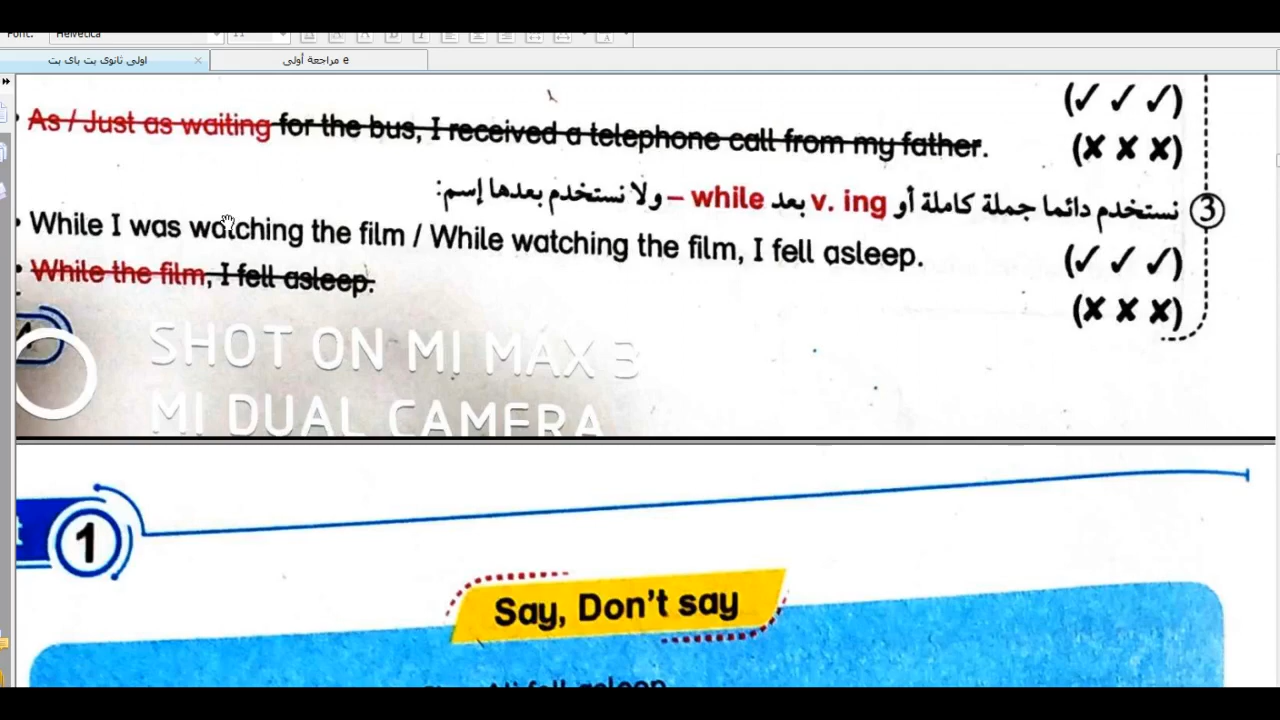 Font: Helvetica 11
اولى ثانوى بت باى بت
e مراجعة أولى
As / Just as waiting for the bus, I received a telephone call from my father.
(✓ ✓ ✓)
(✗ ✗ ✗)
③ نستخدم دائما جملة كاملة أو v. ing بعد while – ولا نستخدم بعدها إسم:
• While I was watching the film / While watching the film, I fell asleep.
(✓ ✓ ✓)
• While the film, I fell asleep.
(✗ ✗ ✗)
SHOT ON MI MAX 3
MI DUAL CAMERA
1
Say, Don't say
fell asleep